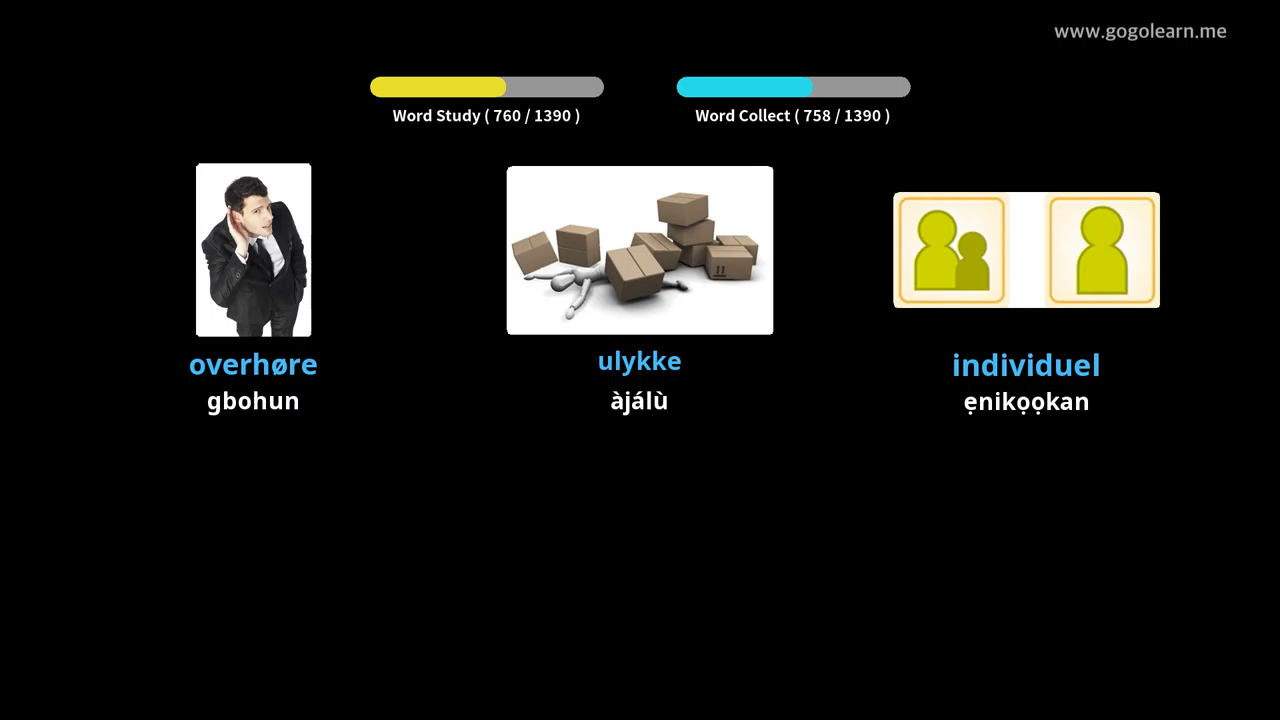 www.gogolearn.me
Word Study ( 760 / 1390 )
Word Collect ( 758 / 1390 )
overhøre
gbohun
ulykke
àjálù
individuel
ẹnikọọkan